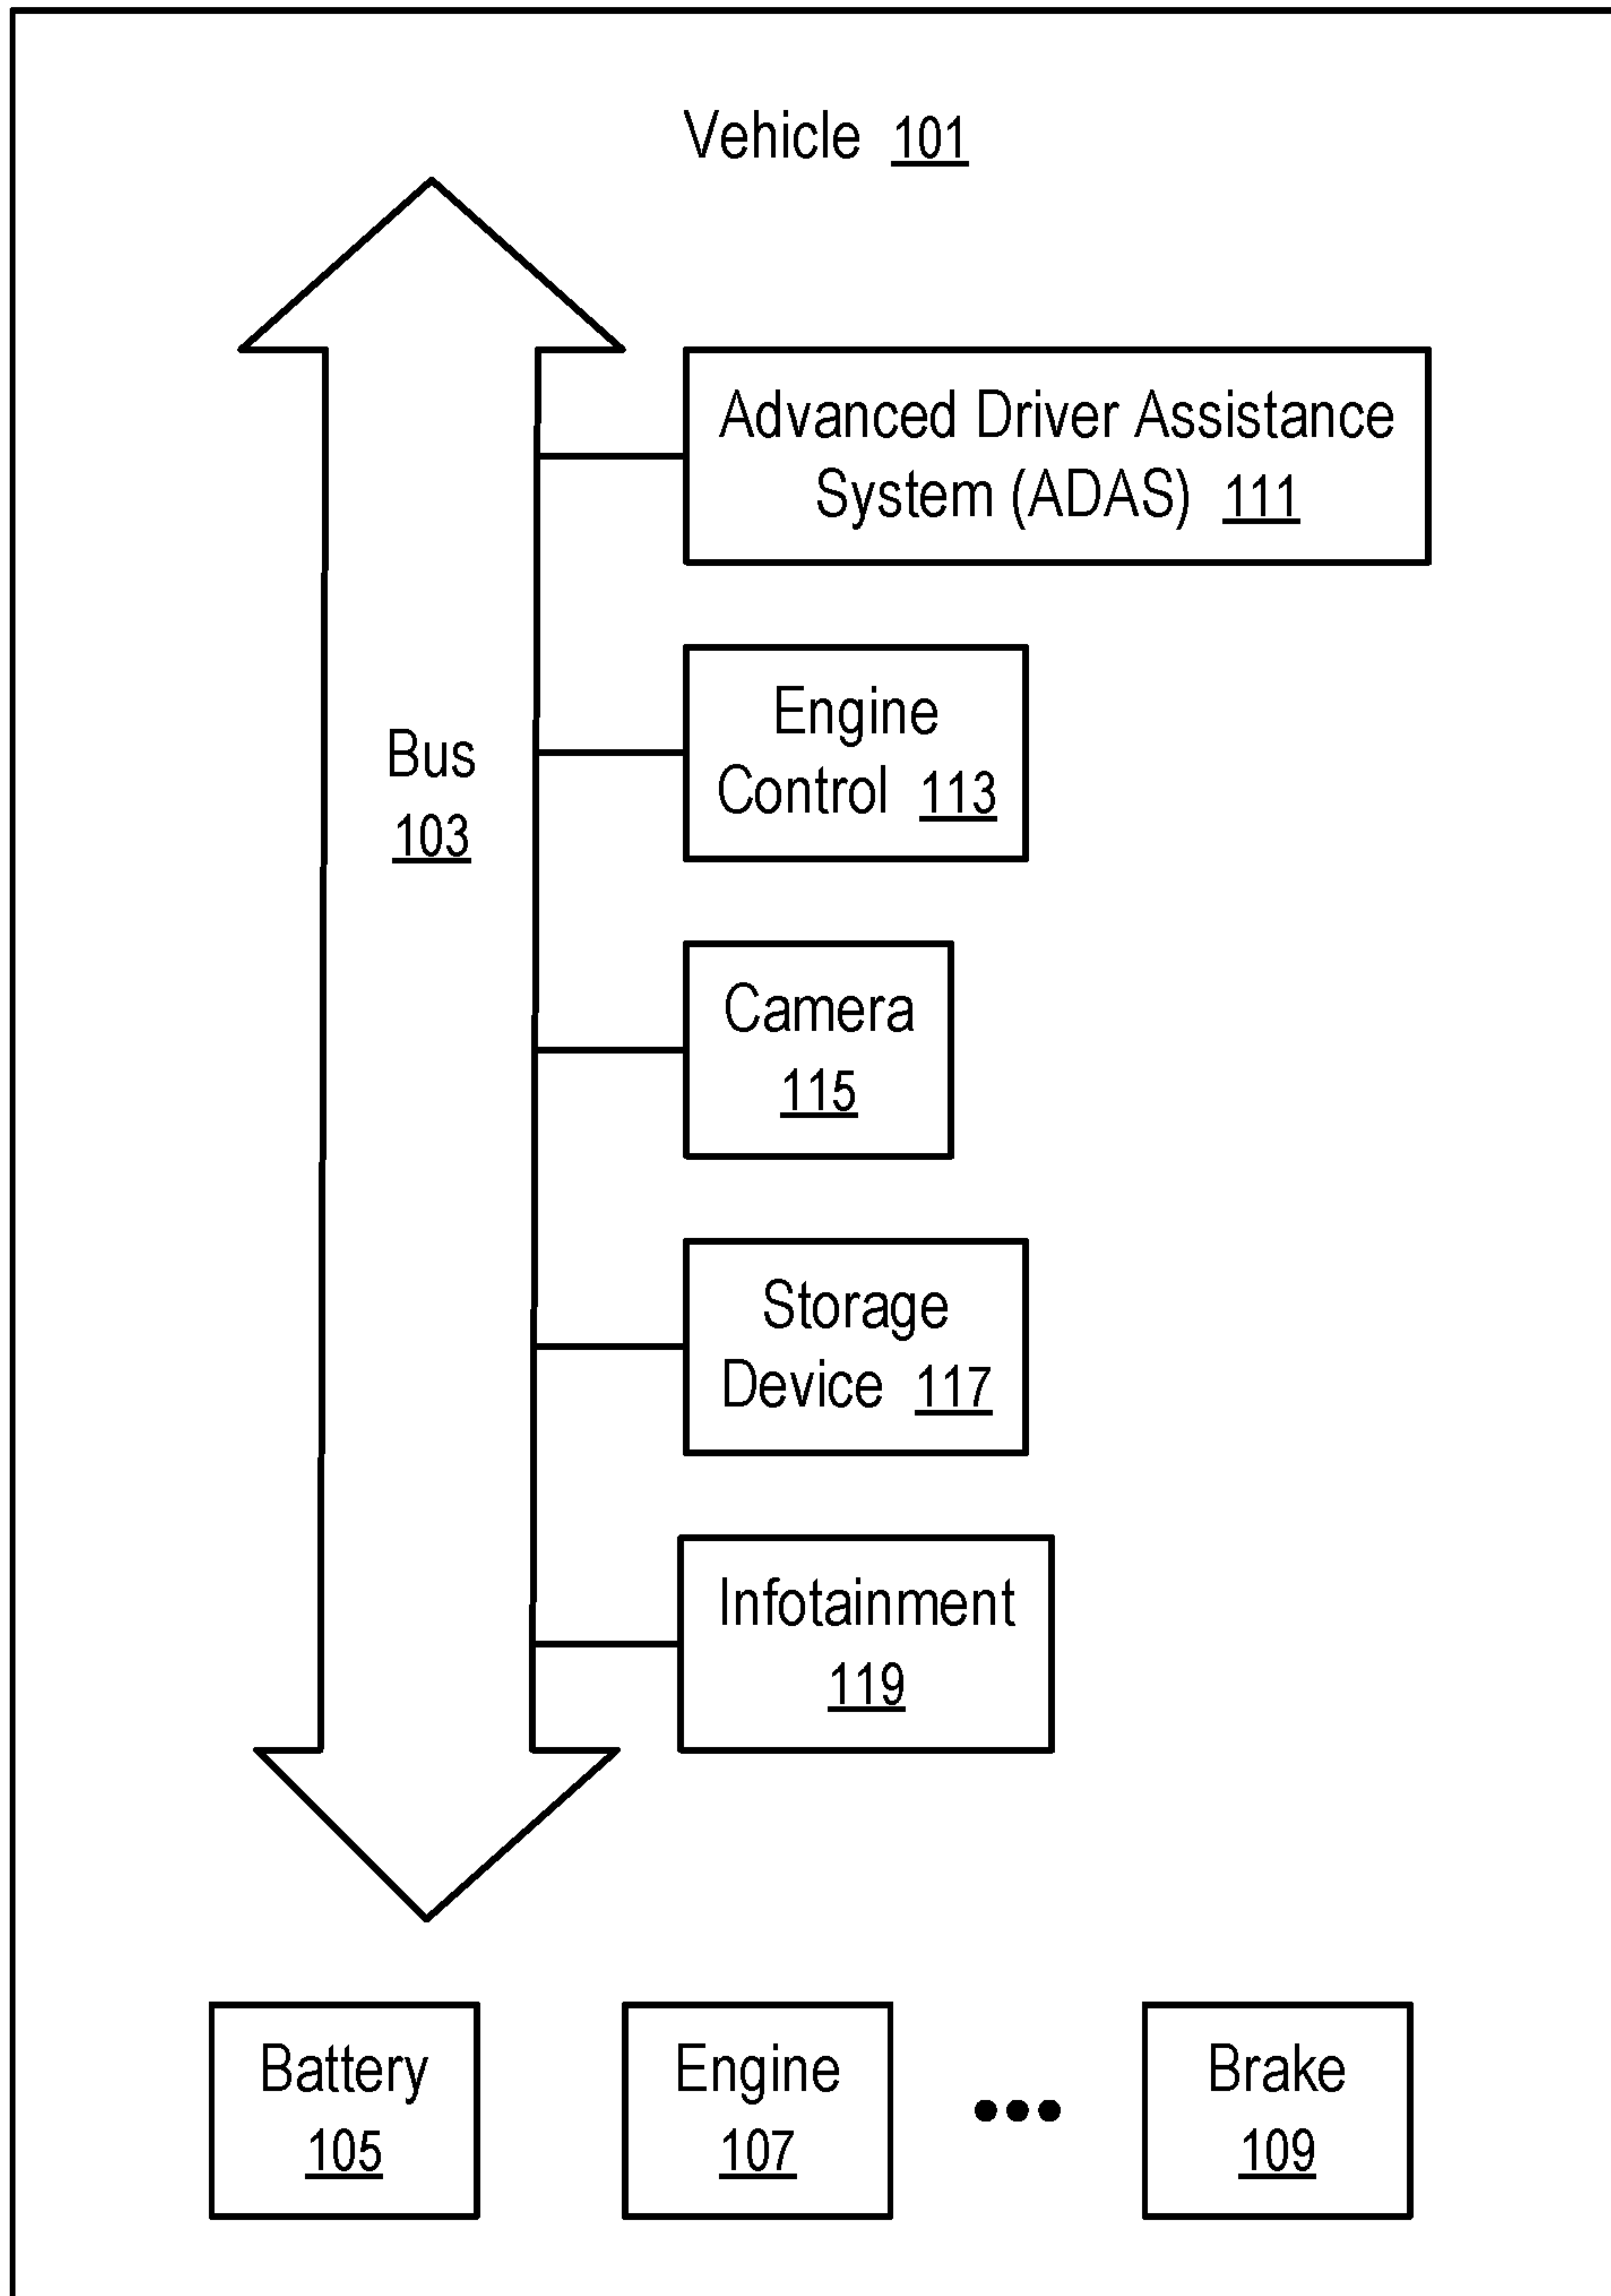 Vehicle 101
Advanced Driver Assistance
System (ADAS) 111
Bus
103
Engine
Control 113
Camera
115
Storage
Device 117
Infotainment
119
Battery
105
Engine
107
Brake
109